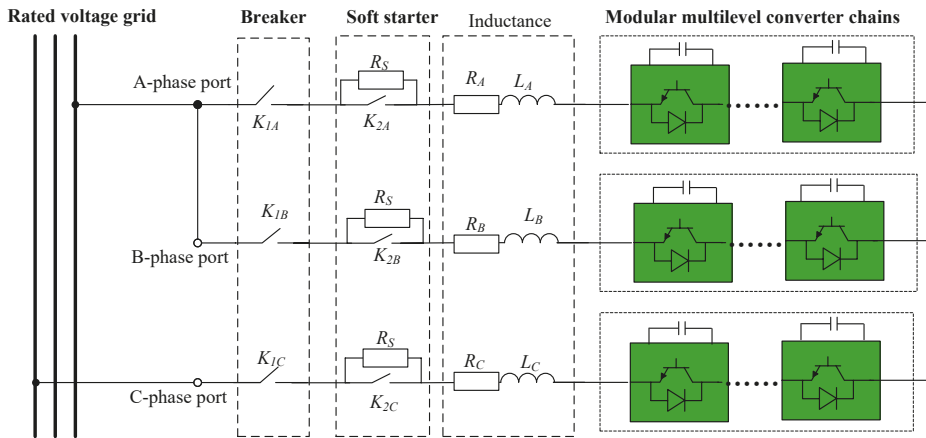 Rated voltage grid
Breaker
Soft starter
Inductance
Modular multilevel converter chains
A-phase port
K1A
RS
K2A
RA
LA
B-phase port
K1B
RS
K2B
RB
LB
C-phase port
K1C
RS
K2C
RC
LC